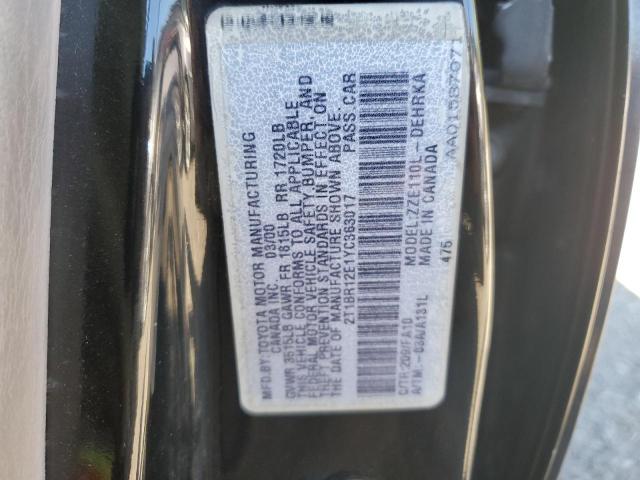 MFD.BY:TOYOTA MOTOR MANUFACTURING
CANADA INC. 03/00
GVWR 3515LB GAWR FR 1815LB RR 1720LB
THIS VEHICLE CONFORMS TO ALL APPLICABLE
FEDERAL MOTOR VEHICLE SAFETY, BUMPER, AND
THEFT PREVENTION STANDARDS IN EFFECT ON
THE DATE OF MANUFACTURE SHOWN ABOVE.
2T1BR12E1YC363017 PASS. CAR
C/TR:209/FA10 MODEL:ZZE110L-DEHRKA
A/TM:-03A/A131L MADE IN CANADA
475
AA0158707